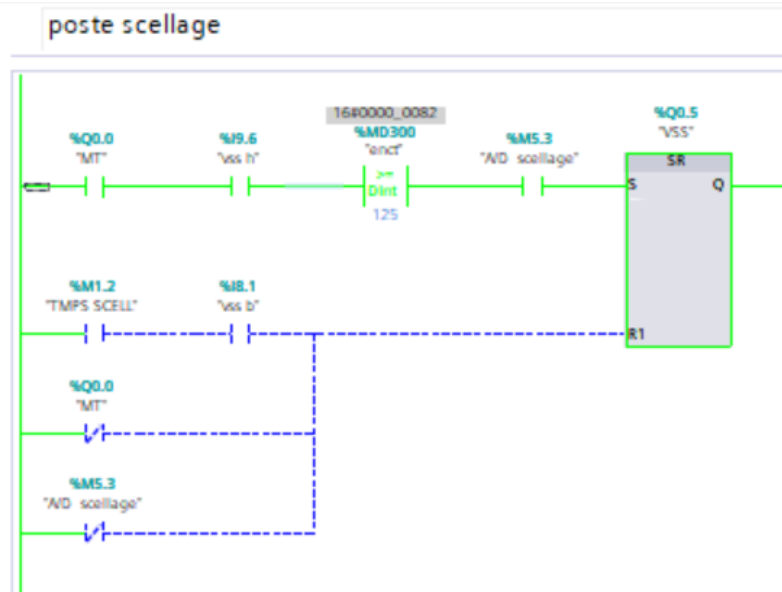 poste scellage
16#0000_0082
%Q0.0
"MT"
%I9.6
"vss h"
%MD300
"enct"
>=
DInt
125
%M5.3
"A/D scellage"
%Q0.5
"VSS"
SR
S
Q
%M1.2
"TMPS SCELL"
%I8.1
"vss b"
R1
%Q0.0
"MT"
%M5.3
"A/D scellage"